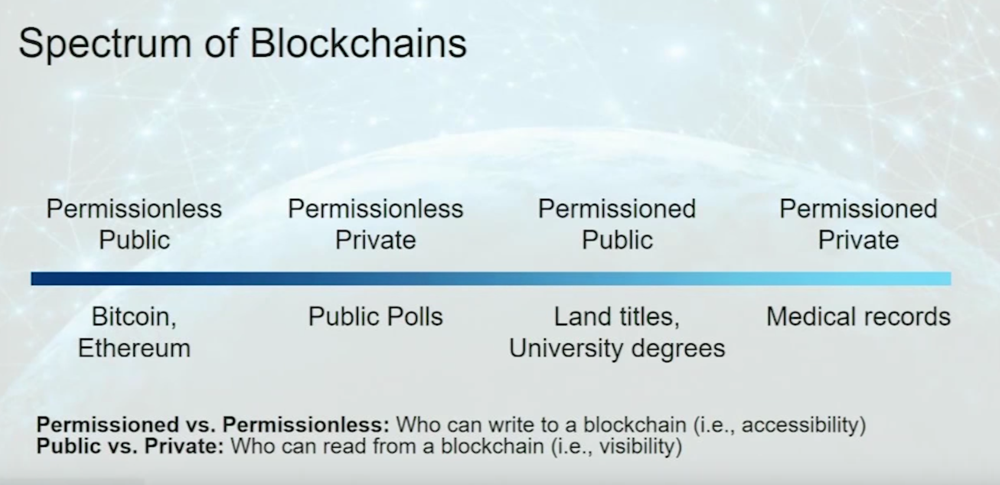 Spectrum of Blockchains
Permissionless
Public
Permissionless
Private
Permissioned
Public
Permissioned
Private
Bitcoin,
Ethereum
Public Polls
Land titles,
University degrees
Medical records
Permissioned vs. Permissionless: Who can write to a blockchain (i.e., accessibility)
Public vs. Private: Who can read from a blockchain (i.e., visibility)